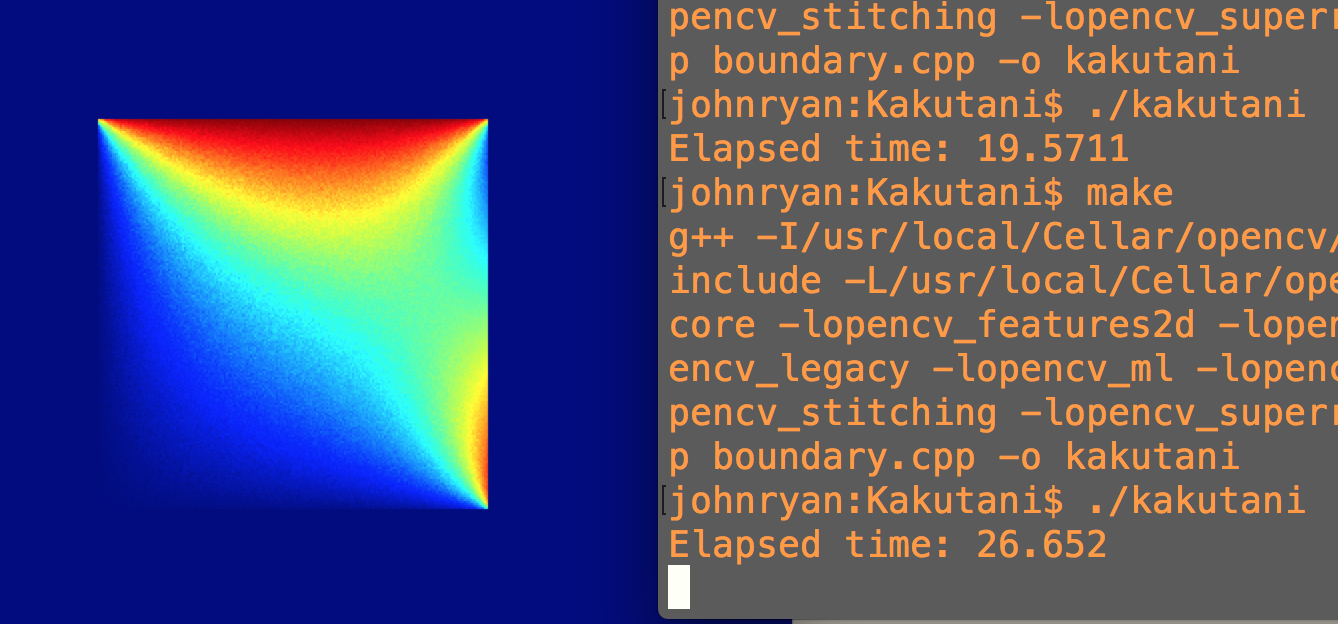 pencv_stitching -lopencv_superr
p boundary.cpp -o kakutani
[johnryan:Kakutani$ ./kakutani
Elapsed time: 19.5711
[johnryan:Kakutani$ make
g++ -I/usr/local/Cellar/opencv/
include -L/usr/local/Cellar/ope
core -lopencv_features2d -lopen
encv_legacy -lopencv_ml -lopenc
pencv_stitching -lopencv_superr
p boundary.cpp -o kakutani
[johnryan:Kakutani$ ./kakutani
Elapsed time: 26.652